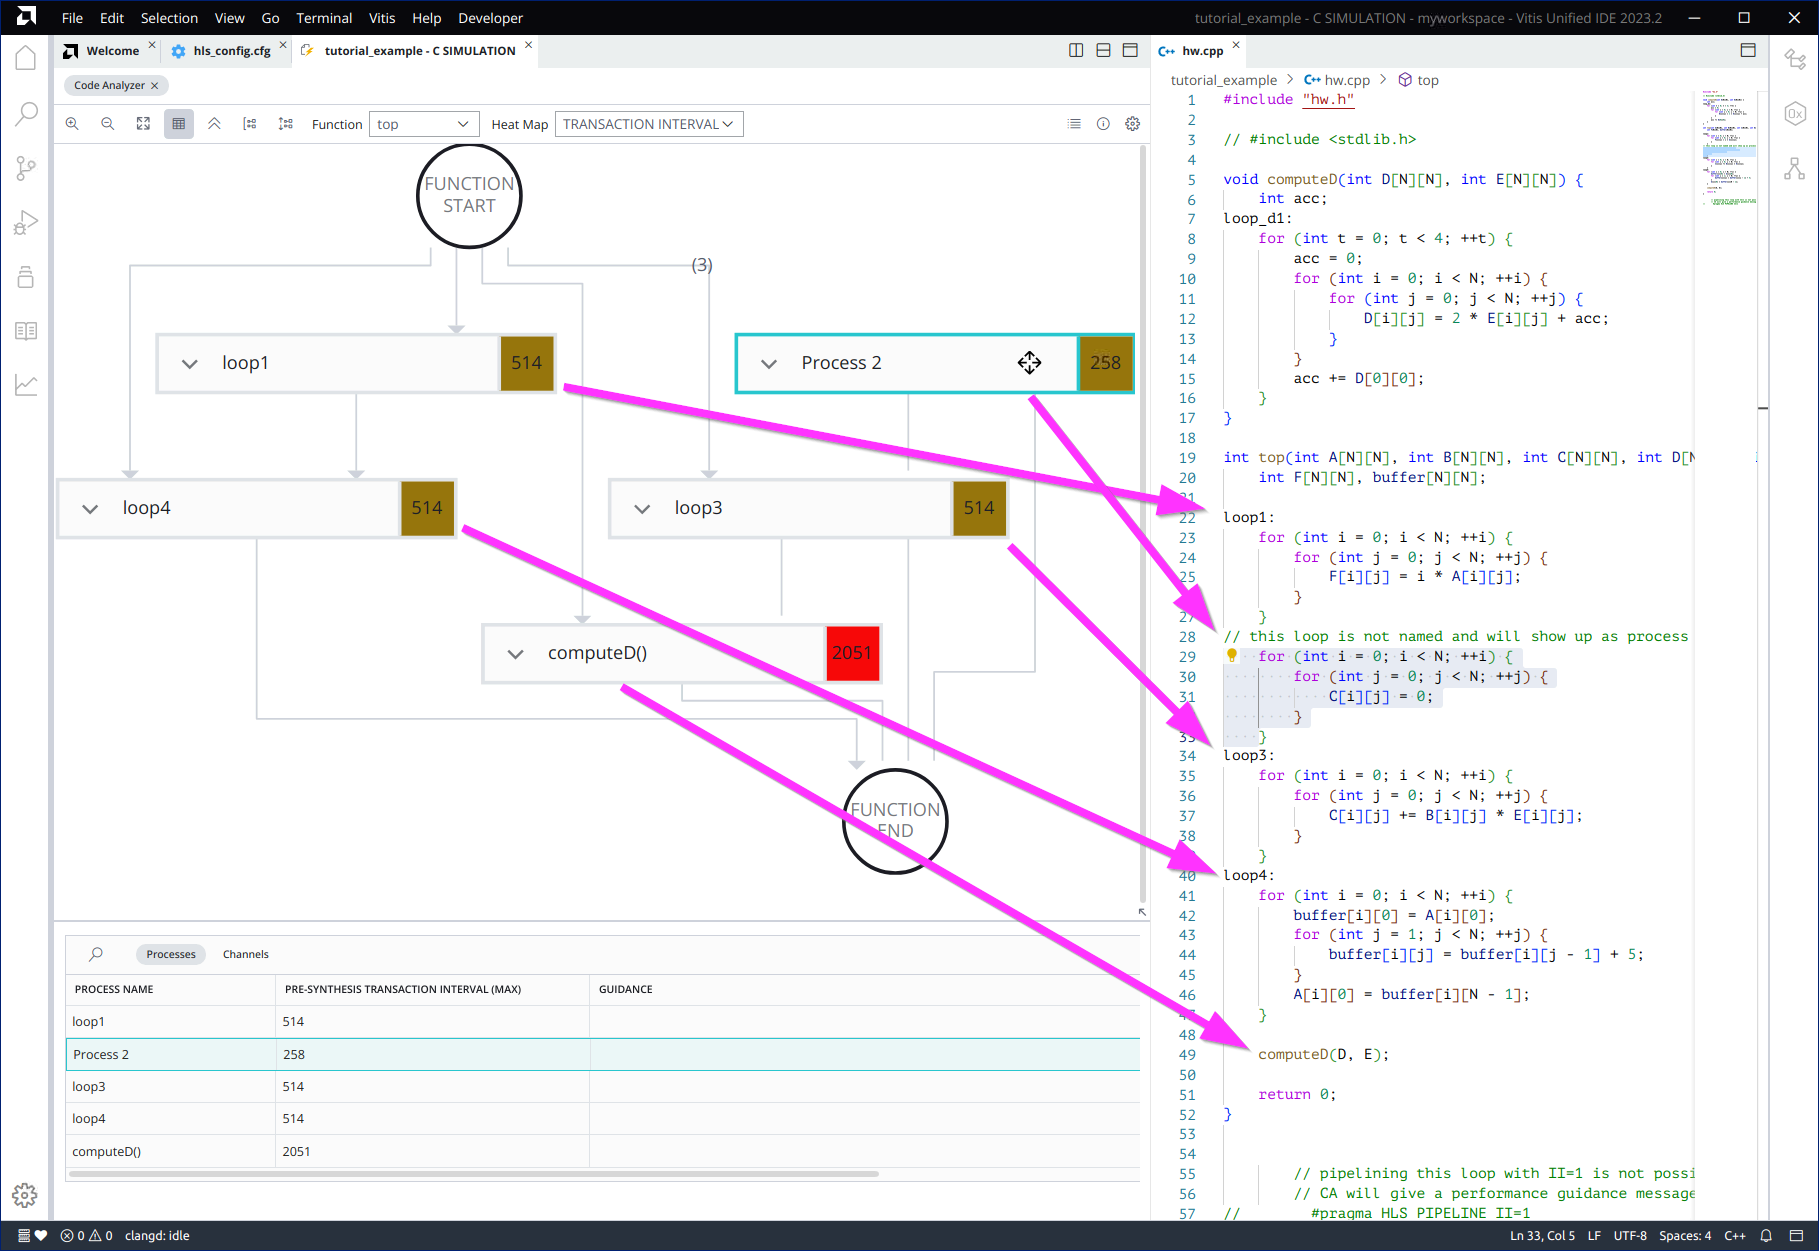 File Edit Selection View Go Terminal Vitis Help Developer
tutorial_example - C SIMULATION - myworkspace - Vitis Unified IDE 2023.2
Welcome
hls_config.cfg
tutorial_example - C SIMULATION
Code Analyzer
Function top Heat Map TRANSACTION INTERVAL
FUNCTION
START
(3)
loop1 514
Process 2 258
loop4 514
loop3 514
computeD() 2051
FUNCTION
END
Processes Channels
PROCESS NAME PRE-SYNTHESIS TRANSACTION INTERVAL (MAX) GUIDANCE
loop1 514
Process 2 258
loop3 514
loop4 514
computeD() 2051
C++ hw.cpp
tutorial_example > C++ hw.cpp > top
1 #include "hw.h"
2
3 // #include <stdlib.h>
4
5 void computeD(int D[N][N], int E[N][N]) {
6 int acc;
7 loop_d1:
8 for (int t = 0; t < 4; ++t) {
9 acc = 0;
10 for (int i = 0; i < N; ++i) {
11 for (int j = 0; j < N; ++j) {
12 D[i][j] = 2 * E[i][j] + acc;
13 }
14 }
15 acc += D[0][0];
16 }
17 }
18
19 int top(int A[N][N], int B[N][N], int C[N][N], int D[N
20 int F[N][N], buffer[N][N];
21
22 loop1:
23 for (int i = 0; i < N; ++i) {
24 for (int j = 0; j < N; ++j) {
25 F[i][j] = i * A[i][j];
}
27 }
28 // this loop is not named and will show up as process
29 for (int i = 0; i < N; ++i) {
30 for (int j = 0; j < N; ++j) {
31 C[i][j] = 0;
}
33 }
34 loop3:
35 for (int i = 0; i < N; ++i) {
36 for (int j = 0; j < N; ++j) {
37 C[i][j] += B[i][j] * E[i][j];
38 }
}
40 loop4:
41 for (int i = 0; i < N; ++i) {
42 buffer[i][0] = A[i][0];
43 for (int j = 1; j < N; ++j) {
44 buffer[i][j] = buffer[i][j - 1] + 5;
45 }
46 A[i][0] = buffer[i][N - 1];
47 }
48
49 computeD(D, E);
50
51 return 0;
52 }
53
54
55 // pipelining this loop with II=1 is not possi
56 // CA will give a performance guidance message
57 // #pragma HLS PIPELINE II=1
0 0 clangd: idle
Ln 33, Col 5 LF UTF-8 Spaces: 4 C++